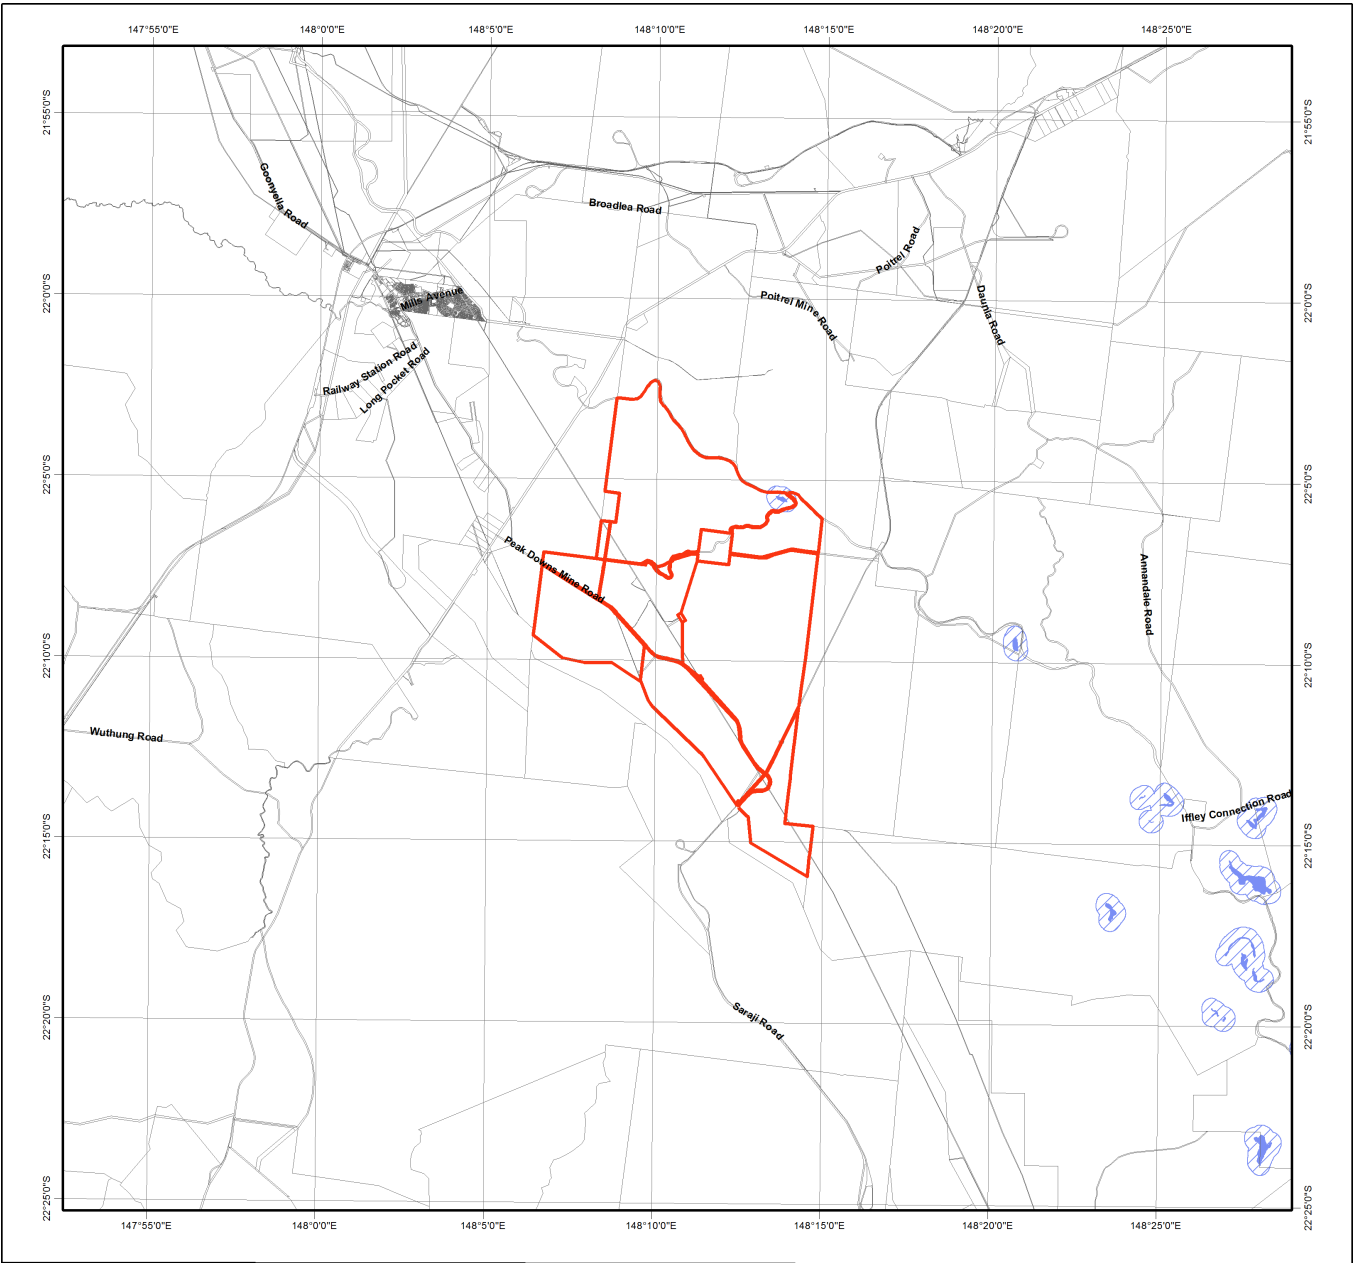 147°55'0"E 148°0'0"E 148°5'0"E 148°10'0"E 148°15'0"E 148°20'0"E 148°25'0"E
21°55'0"S
21°55'0"S
Goonyella Road
Broadlea Road
Poitrel Road
22°0'0"S
Mills Avenue
Poitrel Mine Road
Daunia Road
22°0'0"S
Railway Station Road
Long Pocket Road
22°5'0"S
22°5'0"S
Peak Downs Mine Road
Annandale Road
22°10'0"S
22°10'0"S
Wuthung Road
Iffley Connection Road
22°15'0"S
22°15'0"S
22°20'0"S
Saraji Road
22°20'0"S
22°25'0"S
22°25'0"S
147°55'0"E 148°0'0"E 148°5'0"E 148°10'0"E 148°15'0"E 148°20'0"E 148°25'0"E